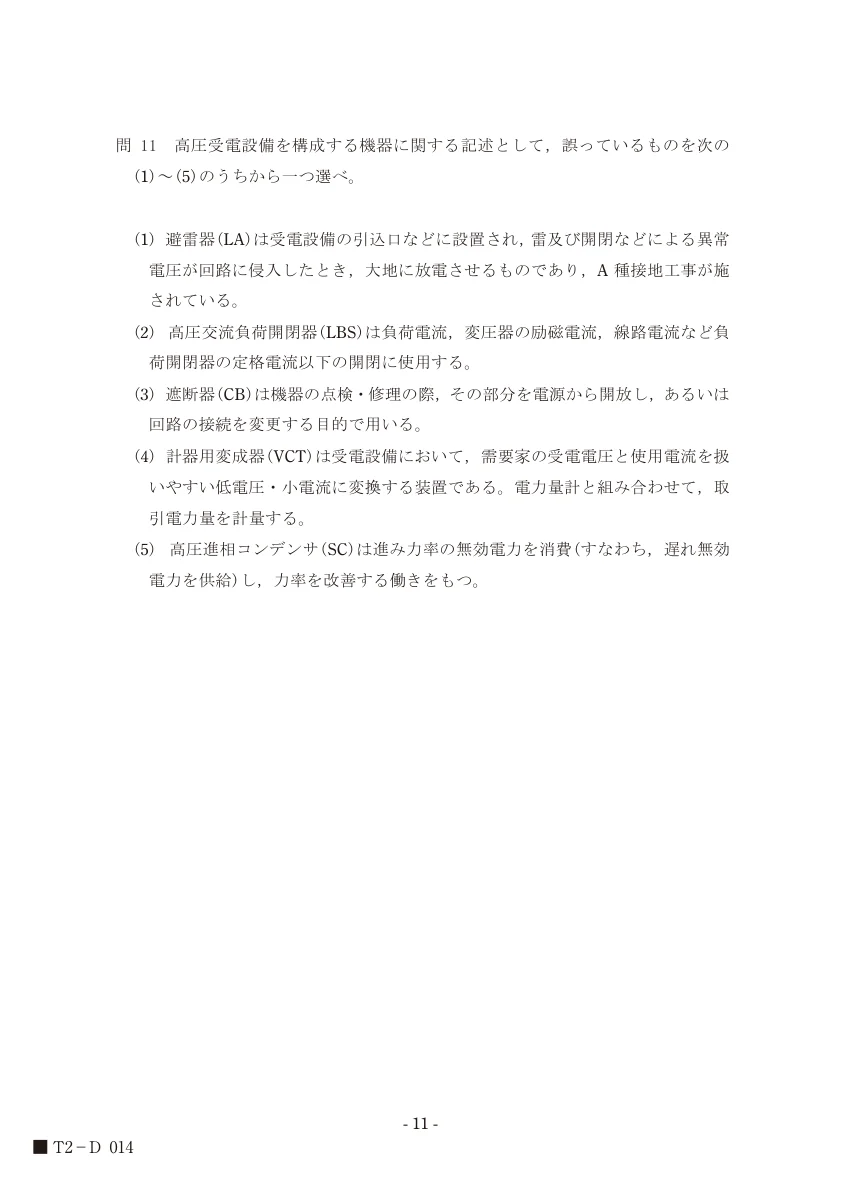 問 11　高圧受電設備を構成する機器に関する記述として，誤っているものを次の
(1)～(5)のうちから一つ選べ。
(1) 避雷器(LA)は受電設備の引込口などに設置され，雷及び開閉などによる異常
電圧が回路に侵入したとき，大地に放電させるものであり，A 種接地工事が施
されている。
(2) 高圧交流負荷開閉器(LBS)は負荷電流，変圧器の励磁電流，線路電流など負
荷開閉器の定格電流以下の開閉に使用する。
(3) 遮断器(CB)は機器の点検・修理の際，その部分を電源から開放し，あるいは
回路の接続を変更する目的で用いる。
(4) 計器用変成器(VCT)は受電設備において，需要家の受電電圧と使用電流を扱
いやすい低電圧・小電流に変換する装置である。電力量計と組み合わせて，取
引電力量を計量する。
(5) 高圧進相コンデンサ(SC)は進み力率の無効電力を消費(すなわち，遅れ無効
電力を供給)し，力率を改善する働きをもつ。
- 11 -
■ T2－D 014